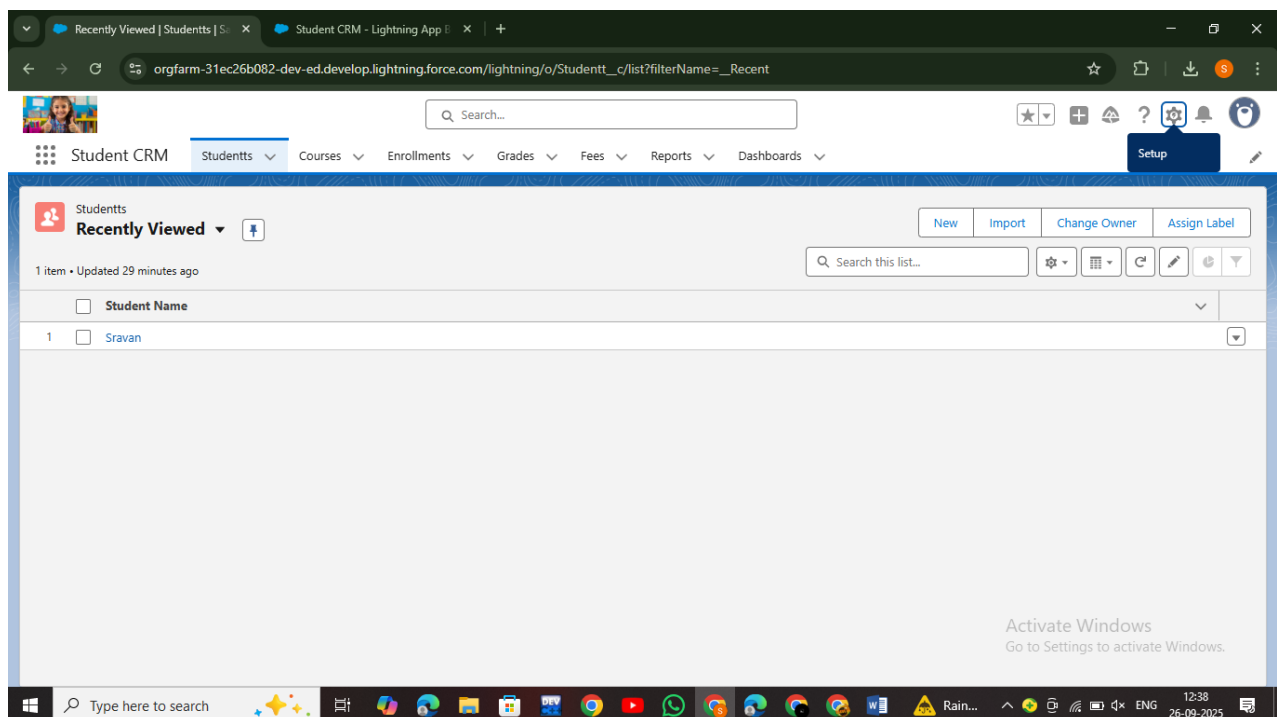 Recently Viewed | Studentts | Sa
Student CRM - Lightning App B
orgfarm-31ec26b082-dev-ed.develop.lightning.force.com/lightning/o/Studentt__c/list?filterName=__Recent
S
Search...
Student CRM Studentts Courses Enrollments Grades Fees Reports Dashboards
Setup
Studentts
Recently Viewed
New Import Change Owner Assign Label
1 item • Updated 29 minutes ago
Search this list...
Student Name
1 Sravan
Activate Windows
Go to Settings to activate Windows.
Type here to search
DEV
S
Rain...
ENG
12:38
26-09-2025